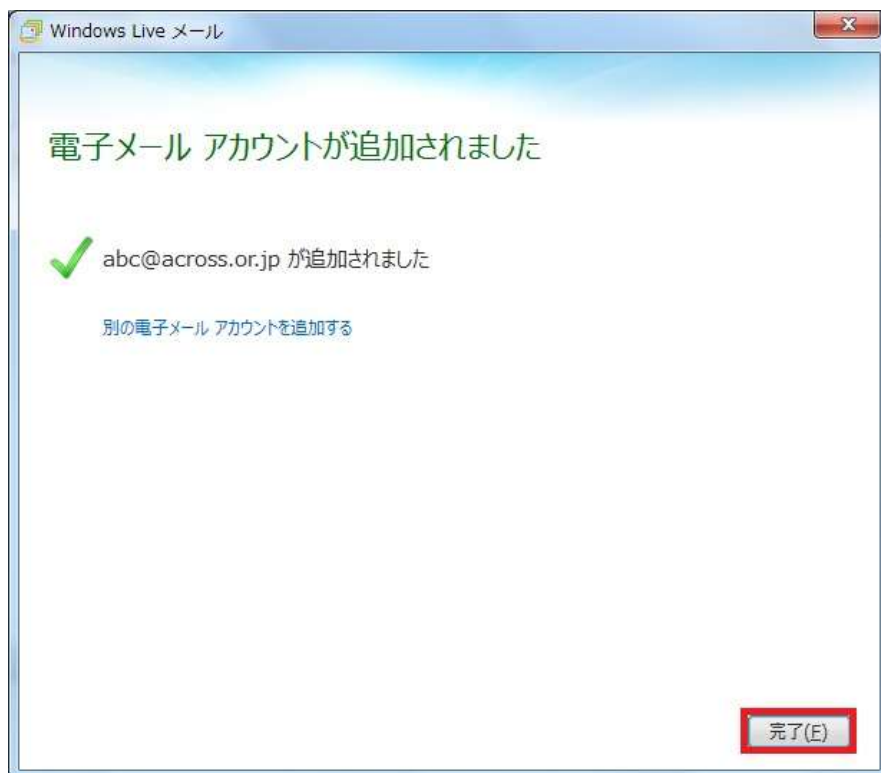 Windows Live メール
電子メール アカウントが追加されました
abc@across.or.jp が追加されました
別の電子メール アカウントを追加する
完了(F)